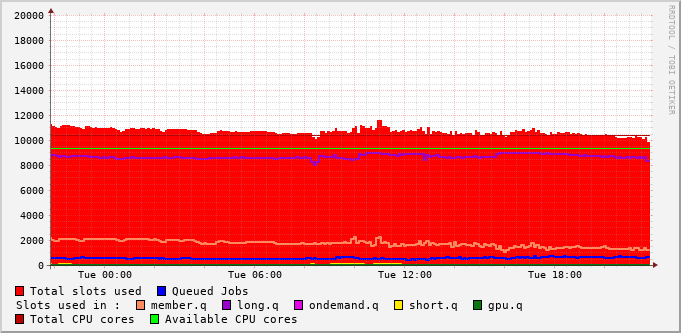 RRDTOOL / TOBI OETIKER
20000
18000
16000
14000
12000
10000
8000
6000
4000
2000
0
Tue 00:00 Tue 06:00 Tue 12:00 Tue 18:00
Total slots used Queued Jobs
Slots used in : member.q long.q ondemand.q short.q gpu.q
Total CPU cores Available CPU cores